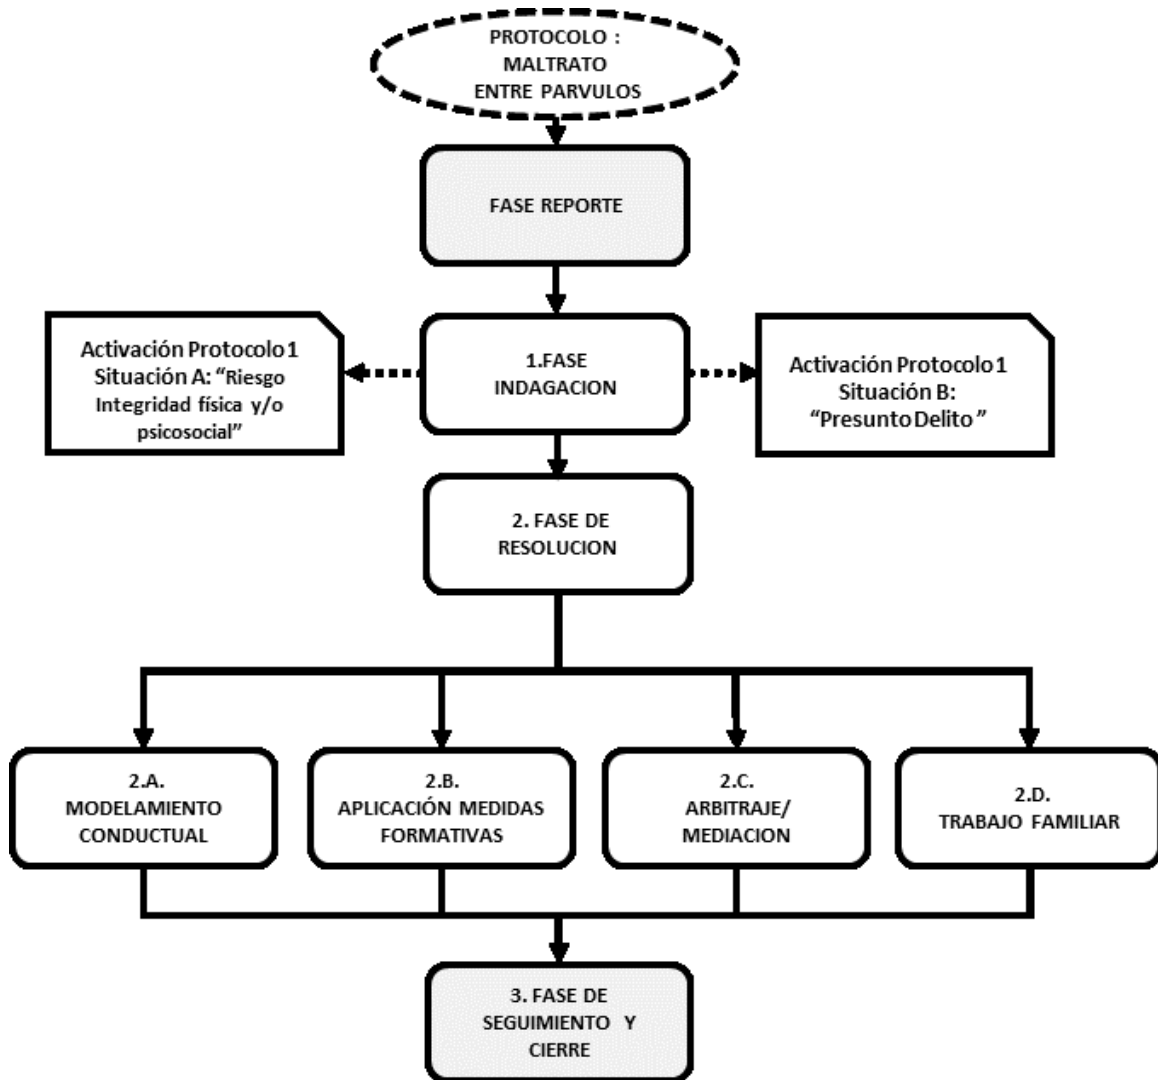 PROTOCOLO :
MALTRATO
ENTRE PARVULOS
FASE REPORTE
Activación Protocolo 1
Situación A: “Riesgo
Integridad física y/o
psicosocial”
1.FASE
INDAGACION
Activación Protocolo 1
Situación B:
“Presunto Delito ”
2. FASE DE
RESOLUCION
2.A.
MODELAMIENTO
CONDUCTUAL
2.B.
APLICACIÓN MEDIDAS
FORMATIVAS
2.C.
ARBITRAJE/
MEDIACION
2.D.
TRABAJO FAMILIAR
3. FASE DE
SEGUIMIENTO Y
CIERRE